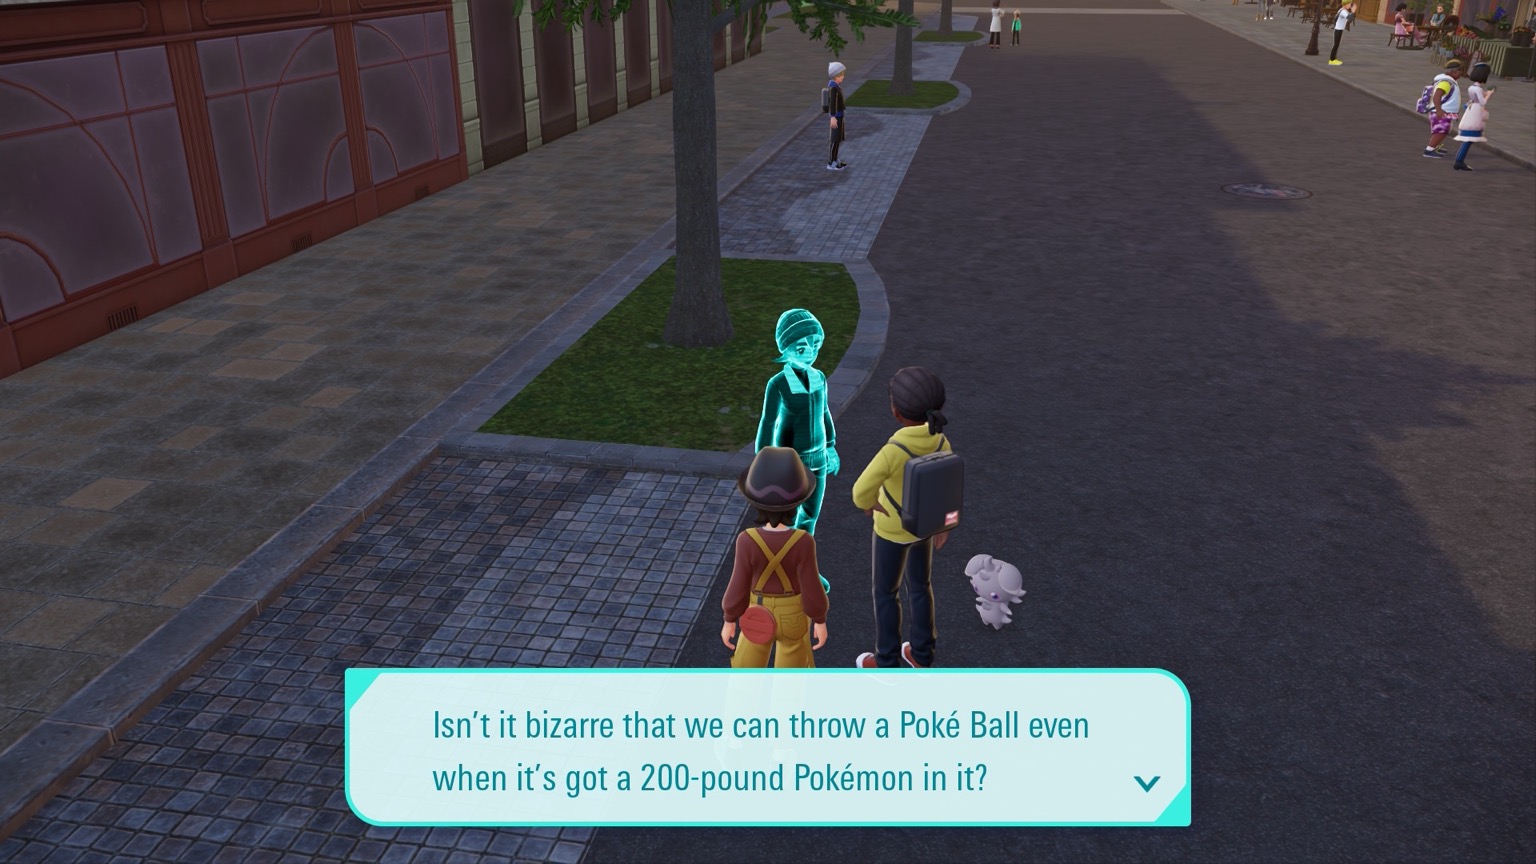 Isn't it bizarre that we can throw a Poké Ball even
when it's got a 200-pound Pokémon in it?